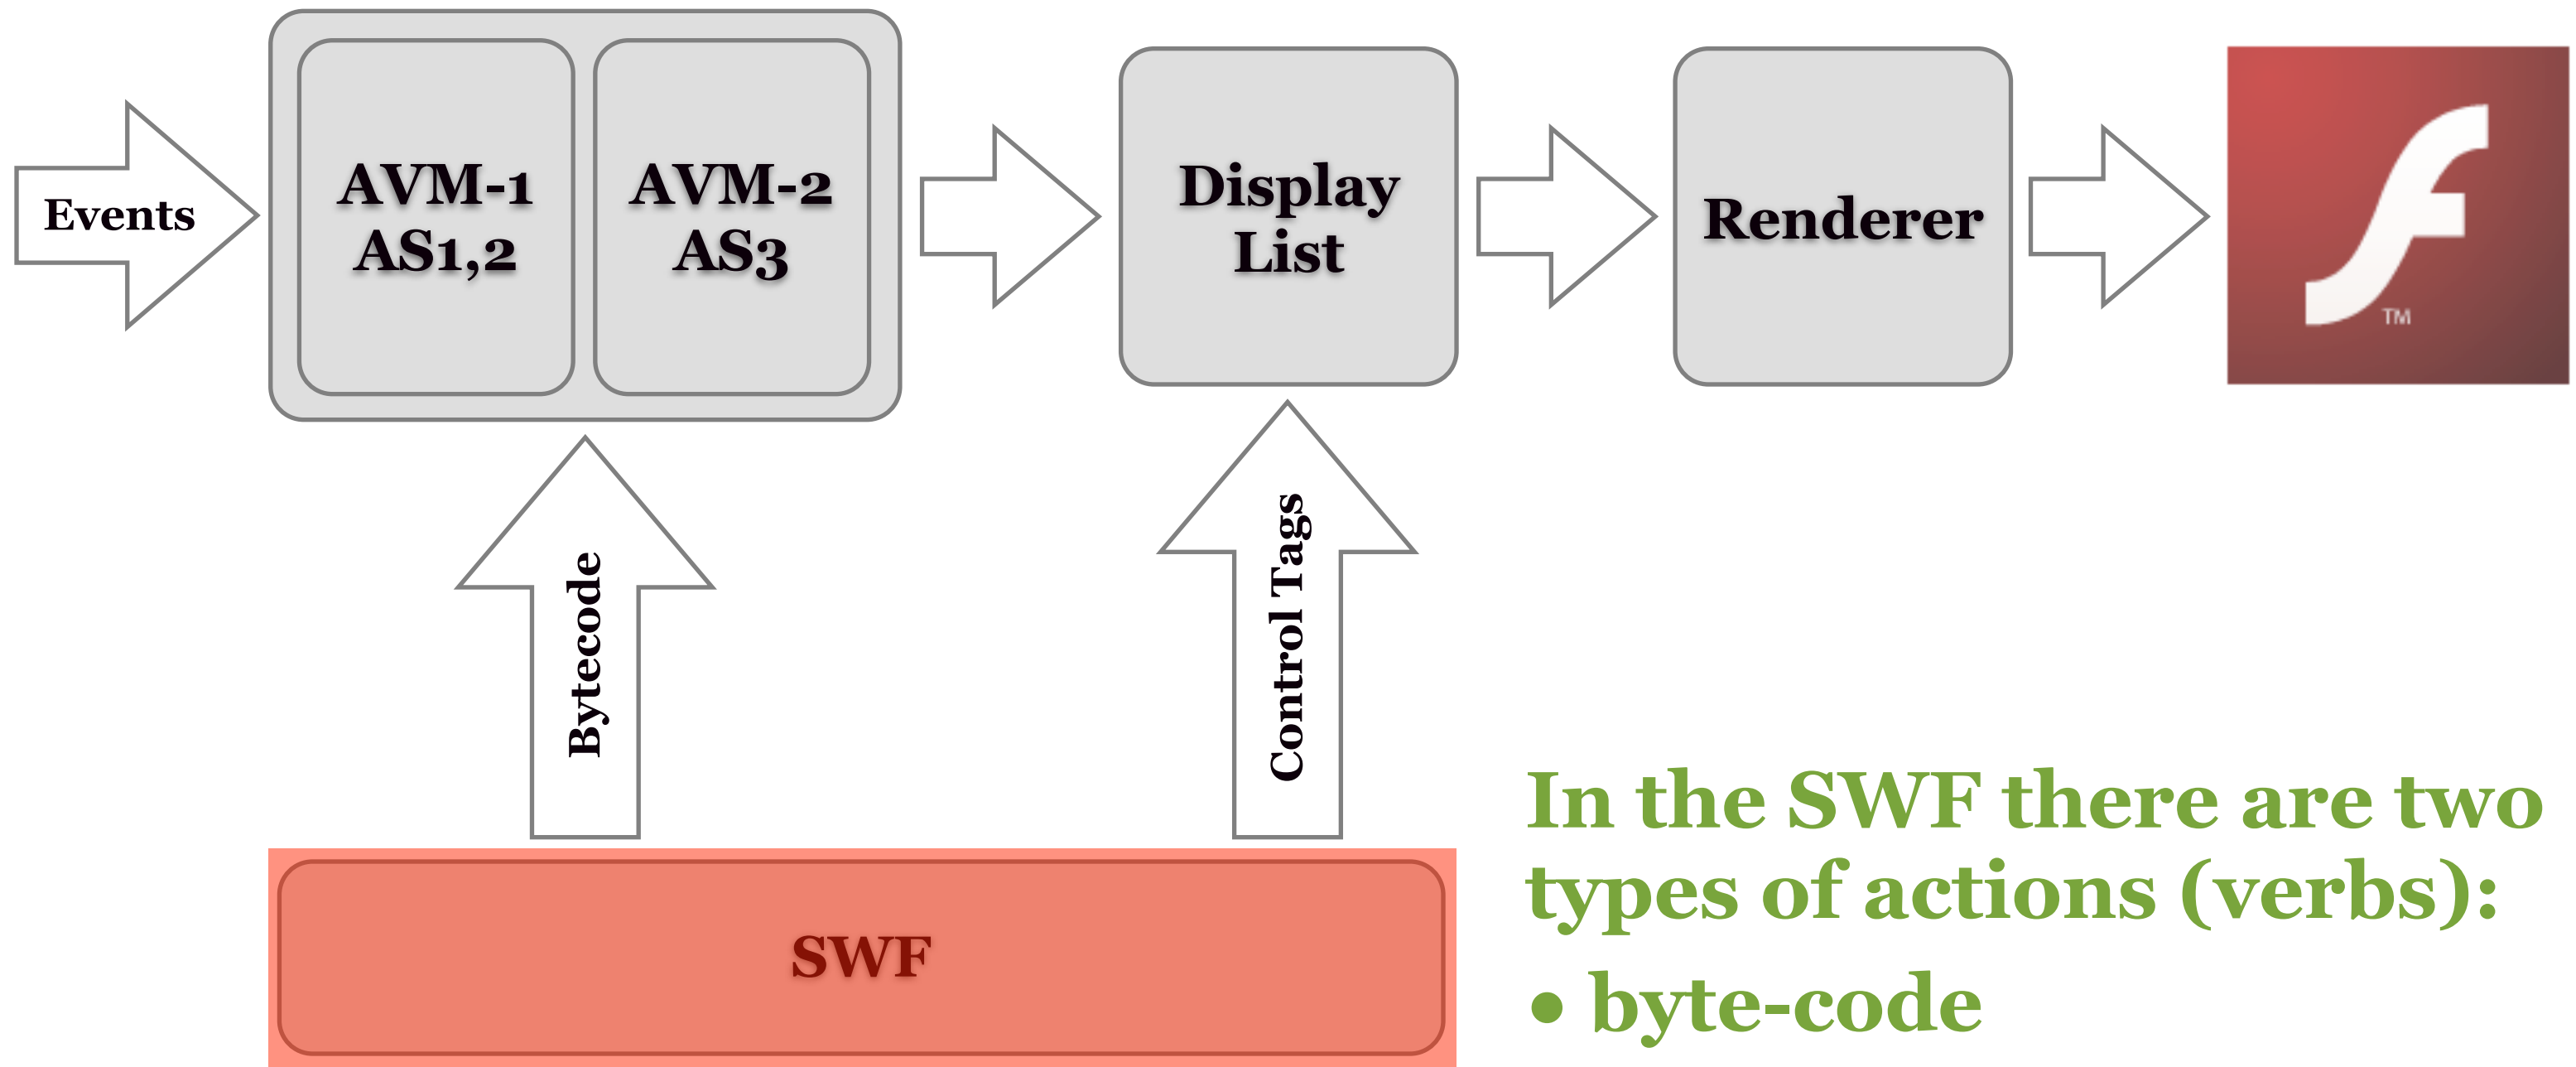 Events
AVM-1
AS1,2
AVM-2
AS3
Display
List
Renderer
TM
Bytecode
Control Tags
SWF
In the SWF there are two
types of actions (verbs):
• byte-code